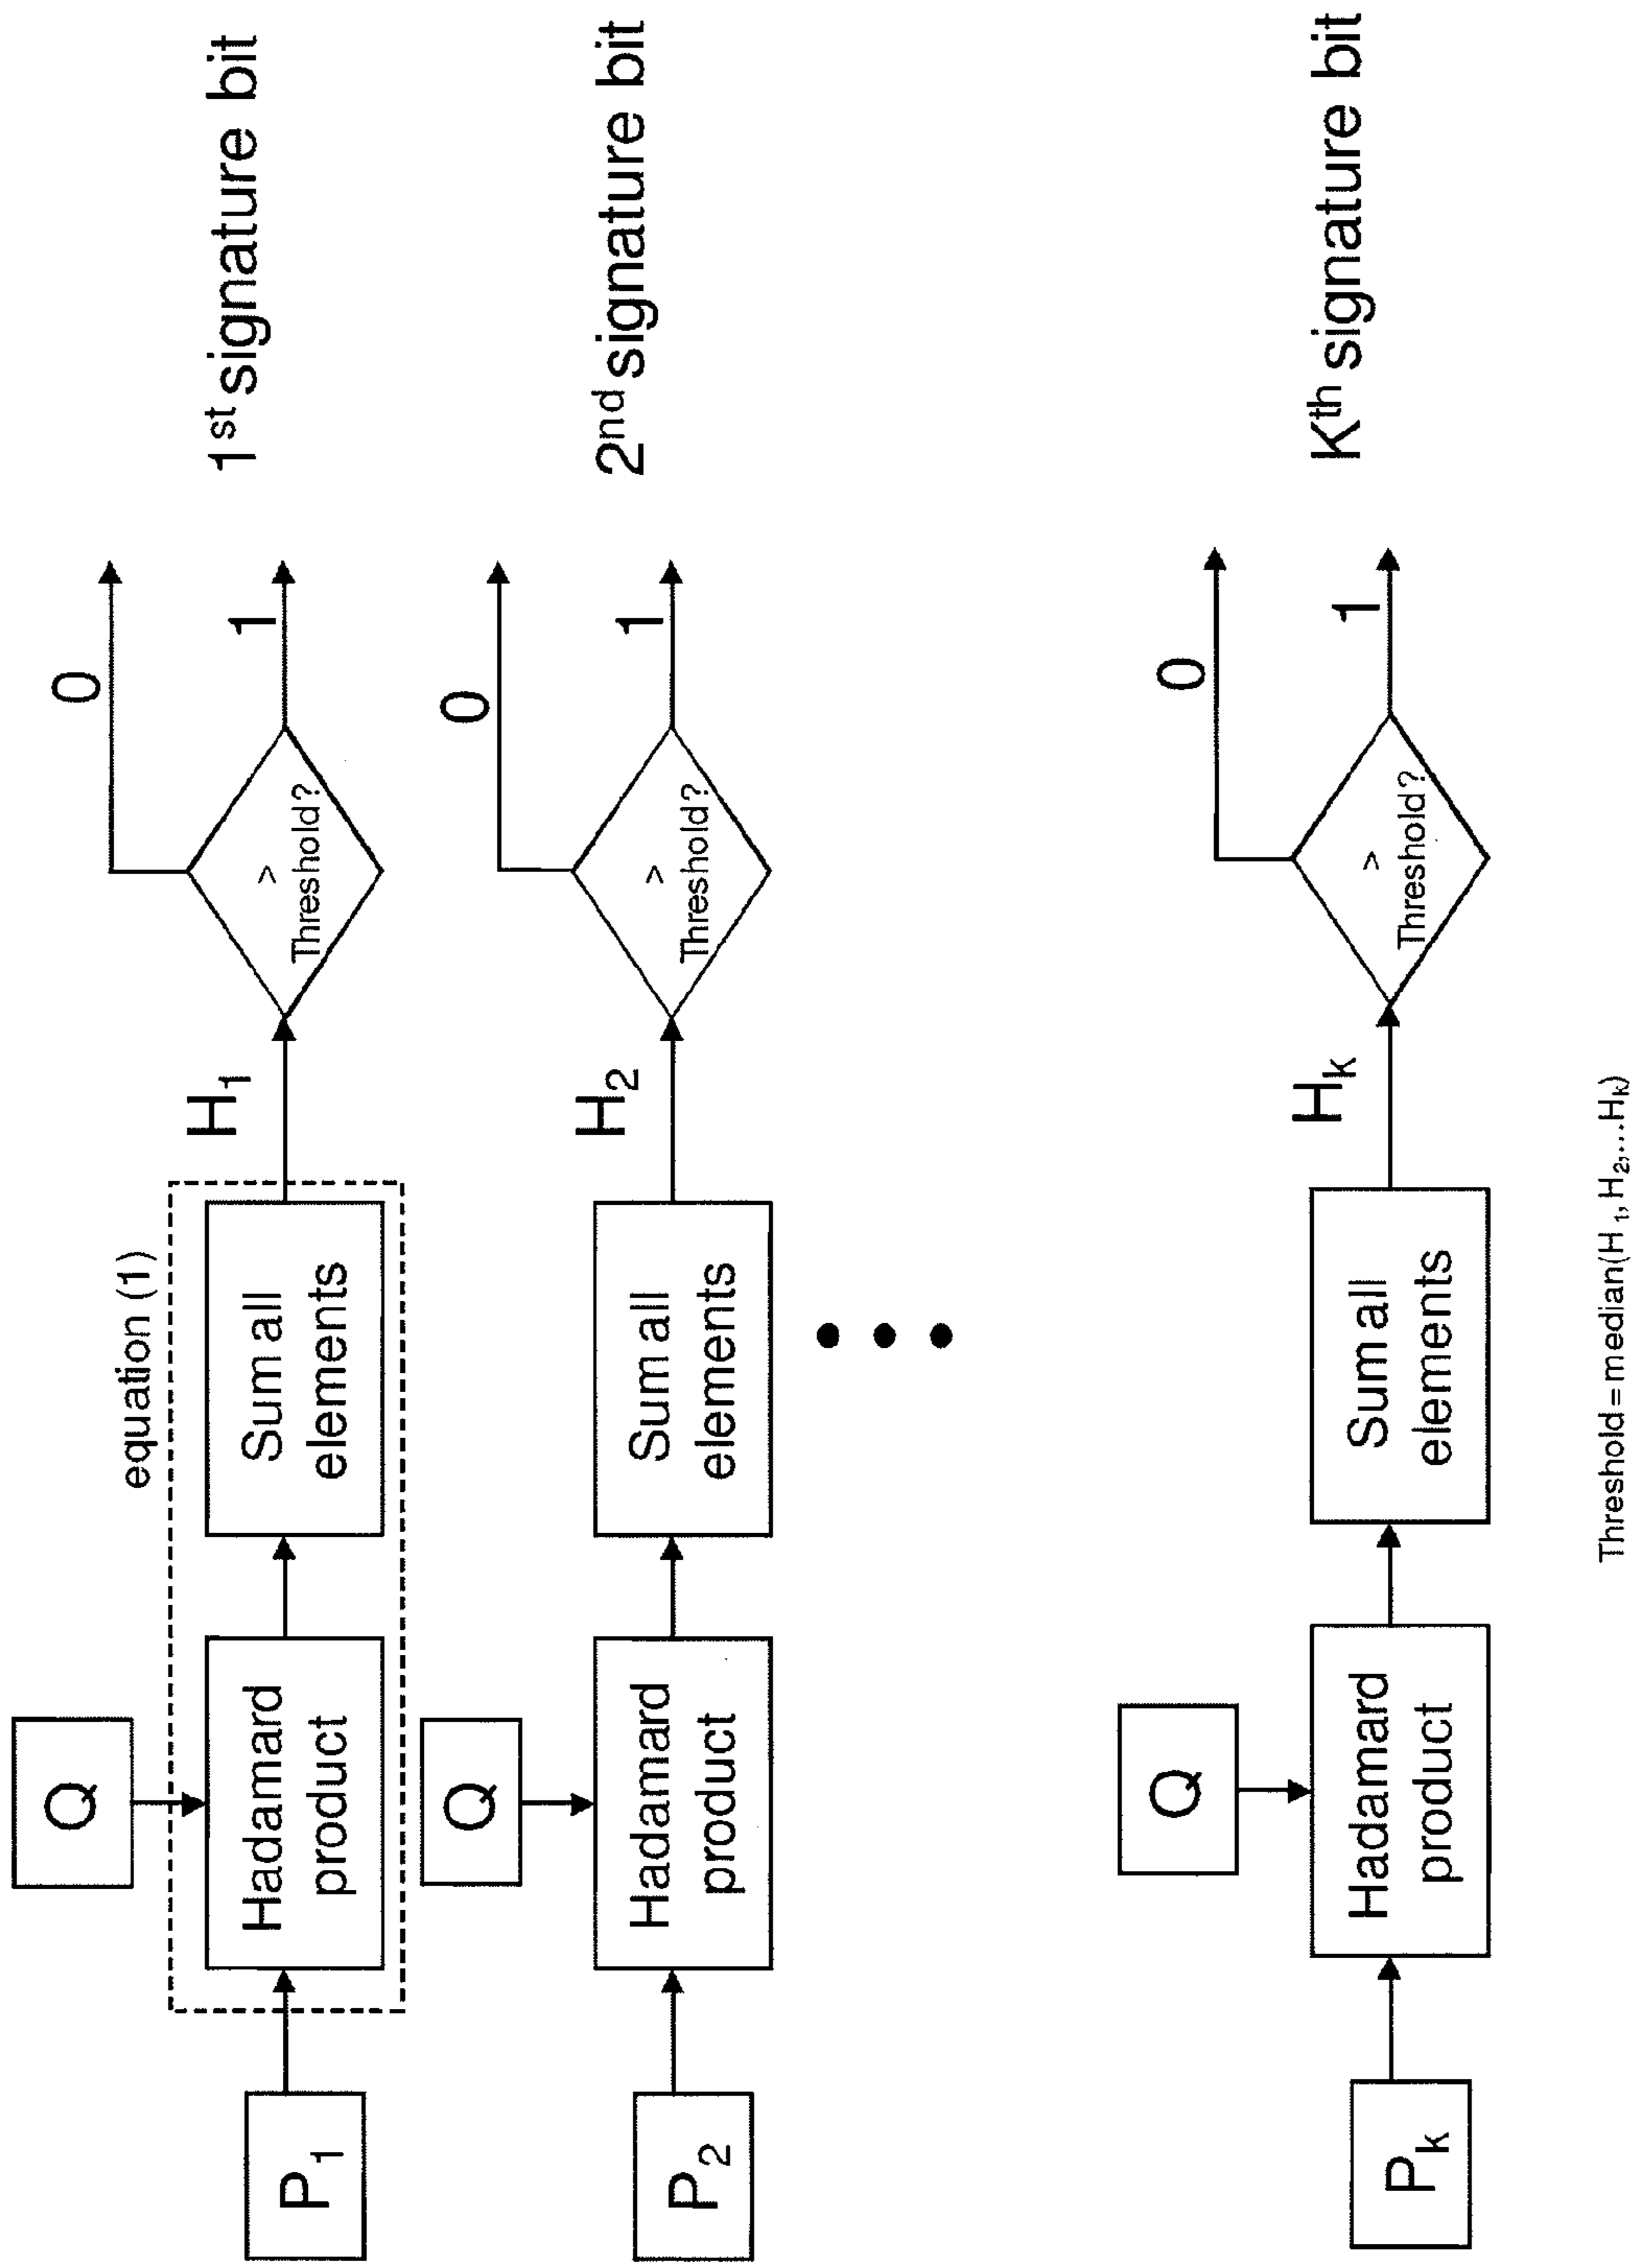 Q
equation (1)
P1
Hadamard
product
Sum all
elements
H1
>
Threshold?
0
1
1st signature bit
Q
P2
Hadamard
product
Sum all
elements
H2
>
Threshold?
0
1
2nd signature bit
Q
Pk
Hadamard
product
Sum all
elements
Hk
>
Threshold?
0
1
Kth signature bit
Threshold = median(H1, H2,...Hk)